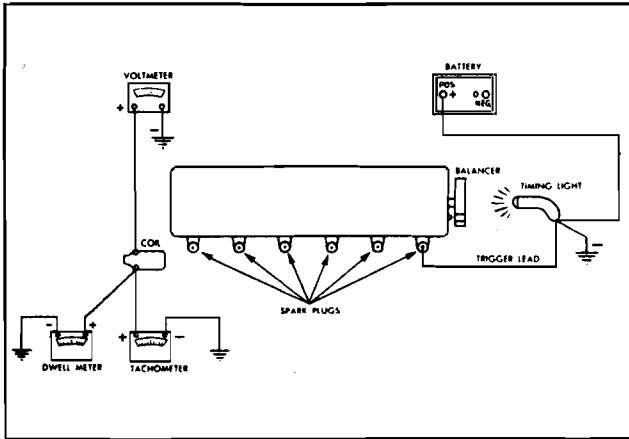 VOLTMETER
BATTERY
POS
+
NEG
+
−
BALANCER
TIMING LIGHT
−
COIL
TRIGGER LEAD
SPARK PLUGS
−
+
+
−
DWELL METER
TACHOMETER